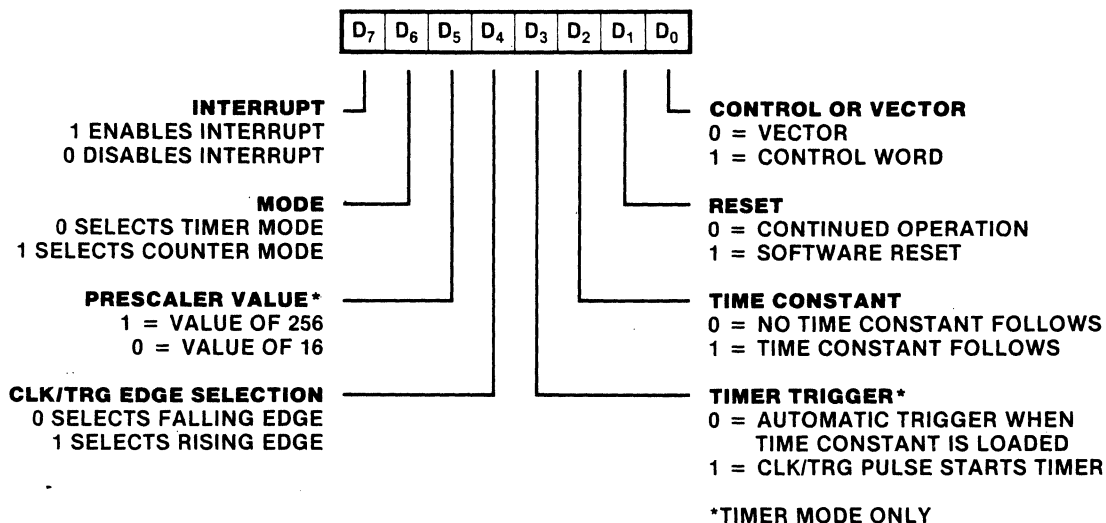 D7 D6 D5 D4 D3 D2 D1 D0
INTERRUPT
1 ENABLES INTERRUPT
0 DISABLES INTERRUPT
MODE
0 SELECTS TIMER MODE
1 SELECTS COUNTER MODE
PRESCALER VALUE*
1 = VALUE OF 256
0 = VALUE OF 16
CLK/TRG EDGE SELECTION
0 SELECTS FALLING EDGE
1 SELECTS RISING EDGE
CONTROL OR VECTOR
0 = VECTOR
1 = CONTROL WORD
RESET
0 = CONTINUED OPERATION
1 = SOFTWARE RESET
TIME CONSTANT
0 = NO TIME CONSTANT FOLLOWS
1 = TIME CONSTANT FOLLOWS
TIMER TRIGGER*
0 = AUTOMATIC TRIGGER WHEN
TIME CONSTANT IS LOADED
1 = CLK/TRG PULSE STARTS TIMER
*TIMER MODE ONLY